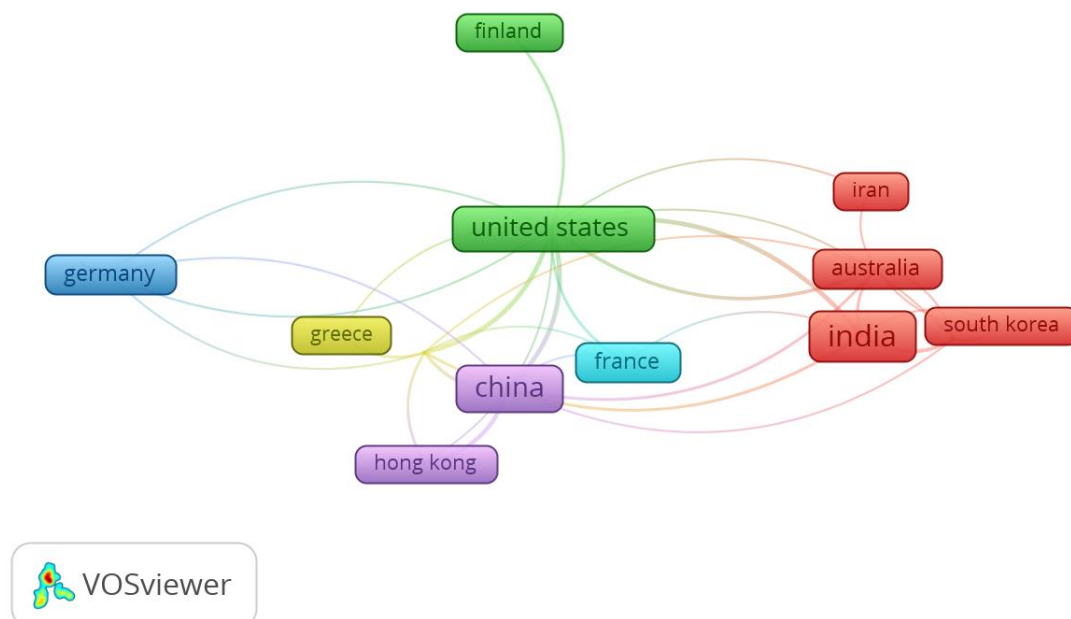 finland
iran
united states
australia
germany
south korea
greece
india
france
china
hong kong
VOSviewer